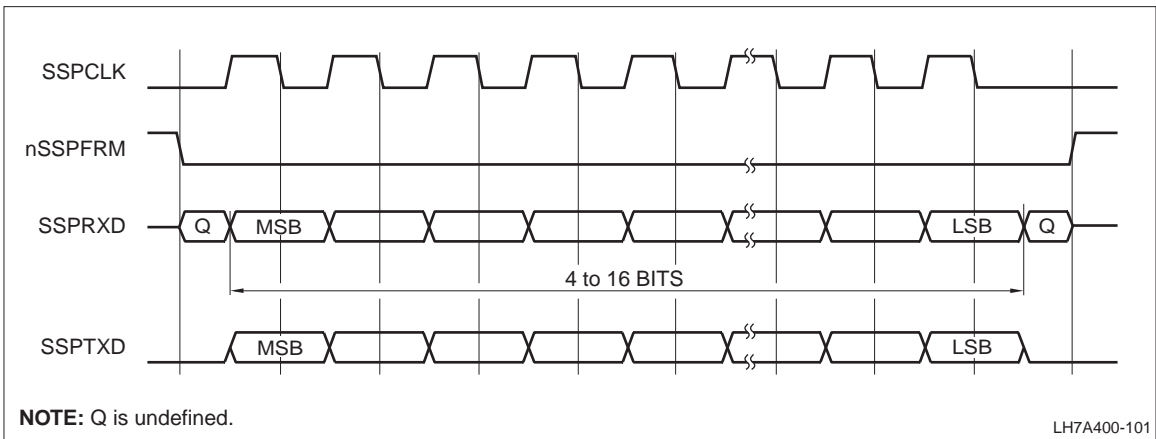 SSPCLK
nSSPFRM
SSPRXD Q MSB LSB Q
4 to 16 BITS
SSPTXD MSB LSB
NOTE: Q is undefined.
LH7A400-101